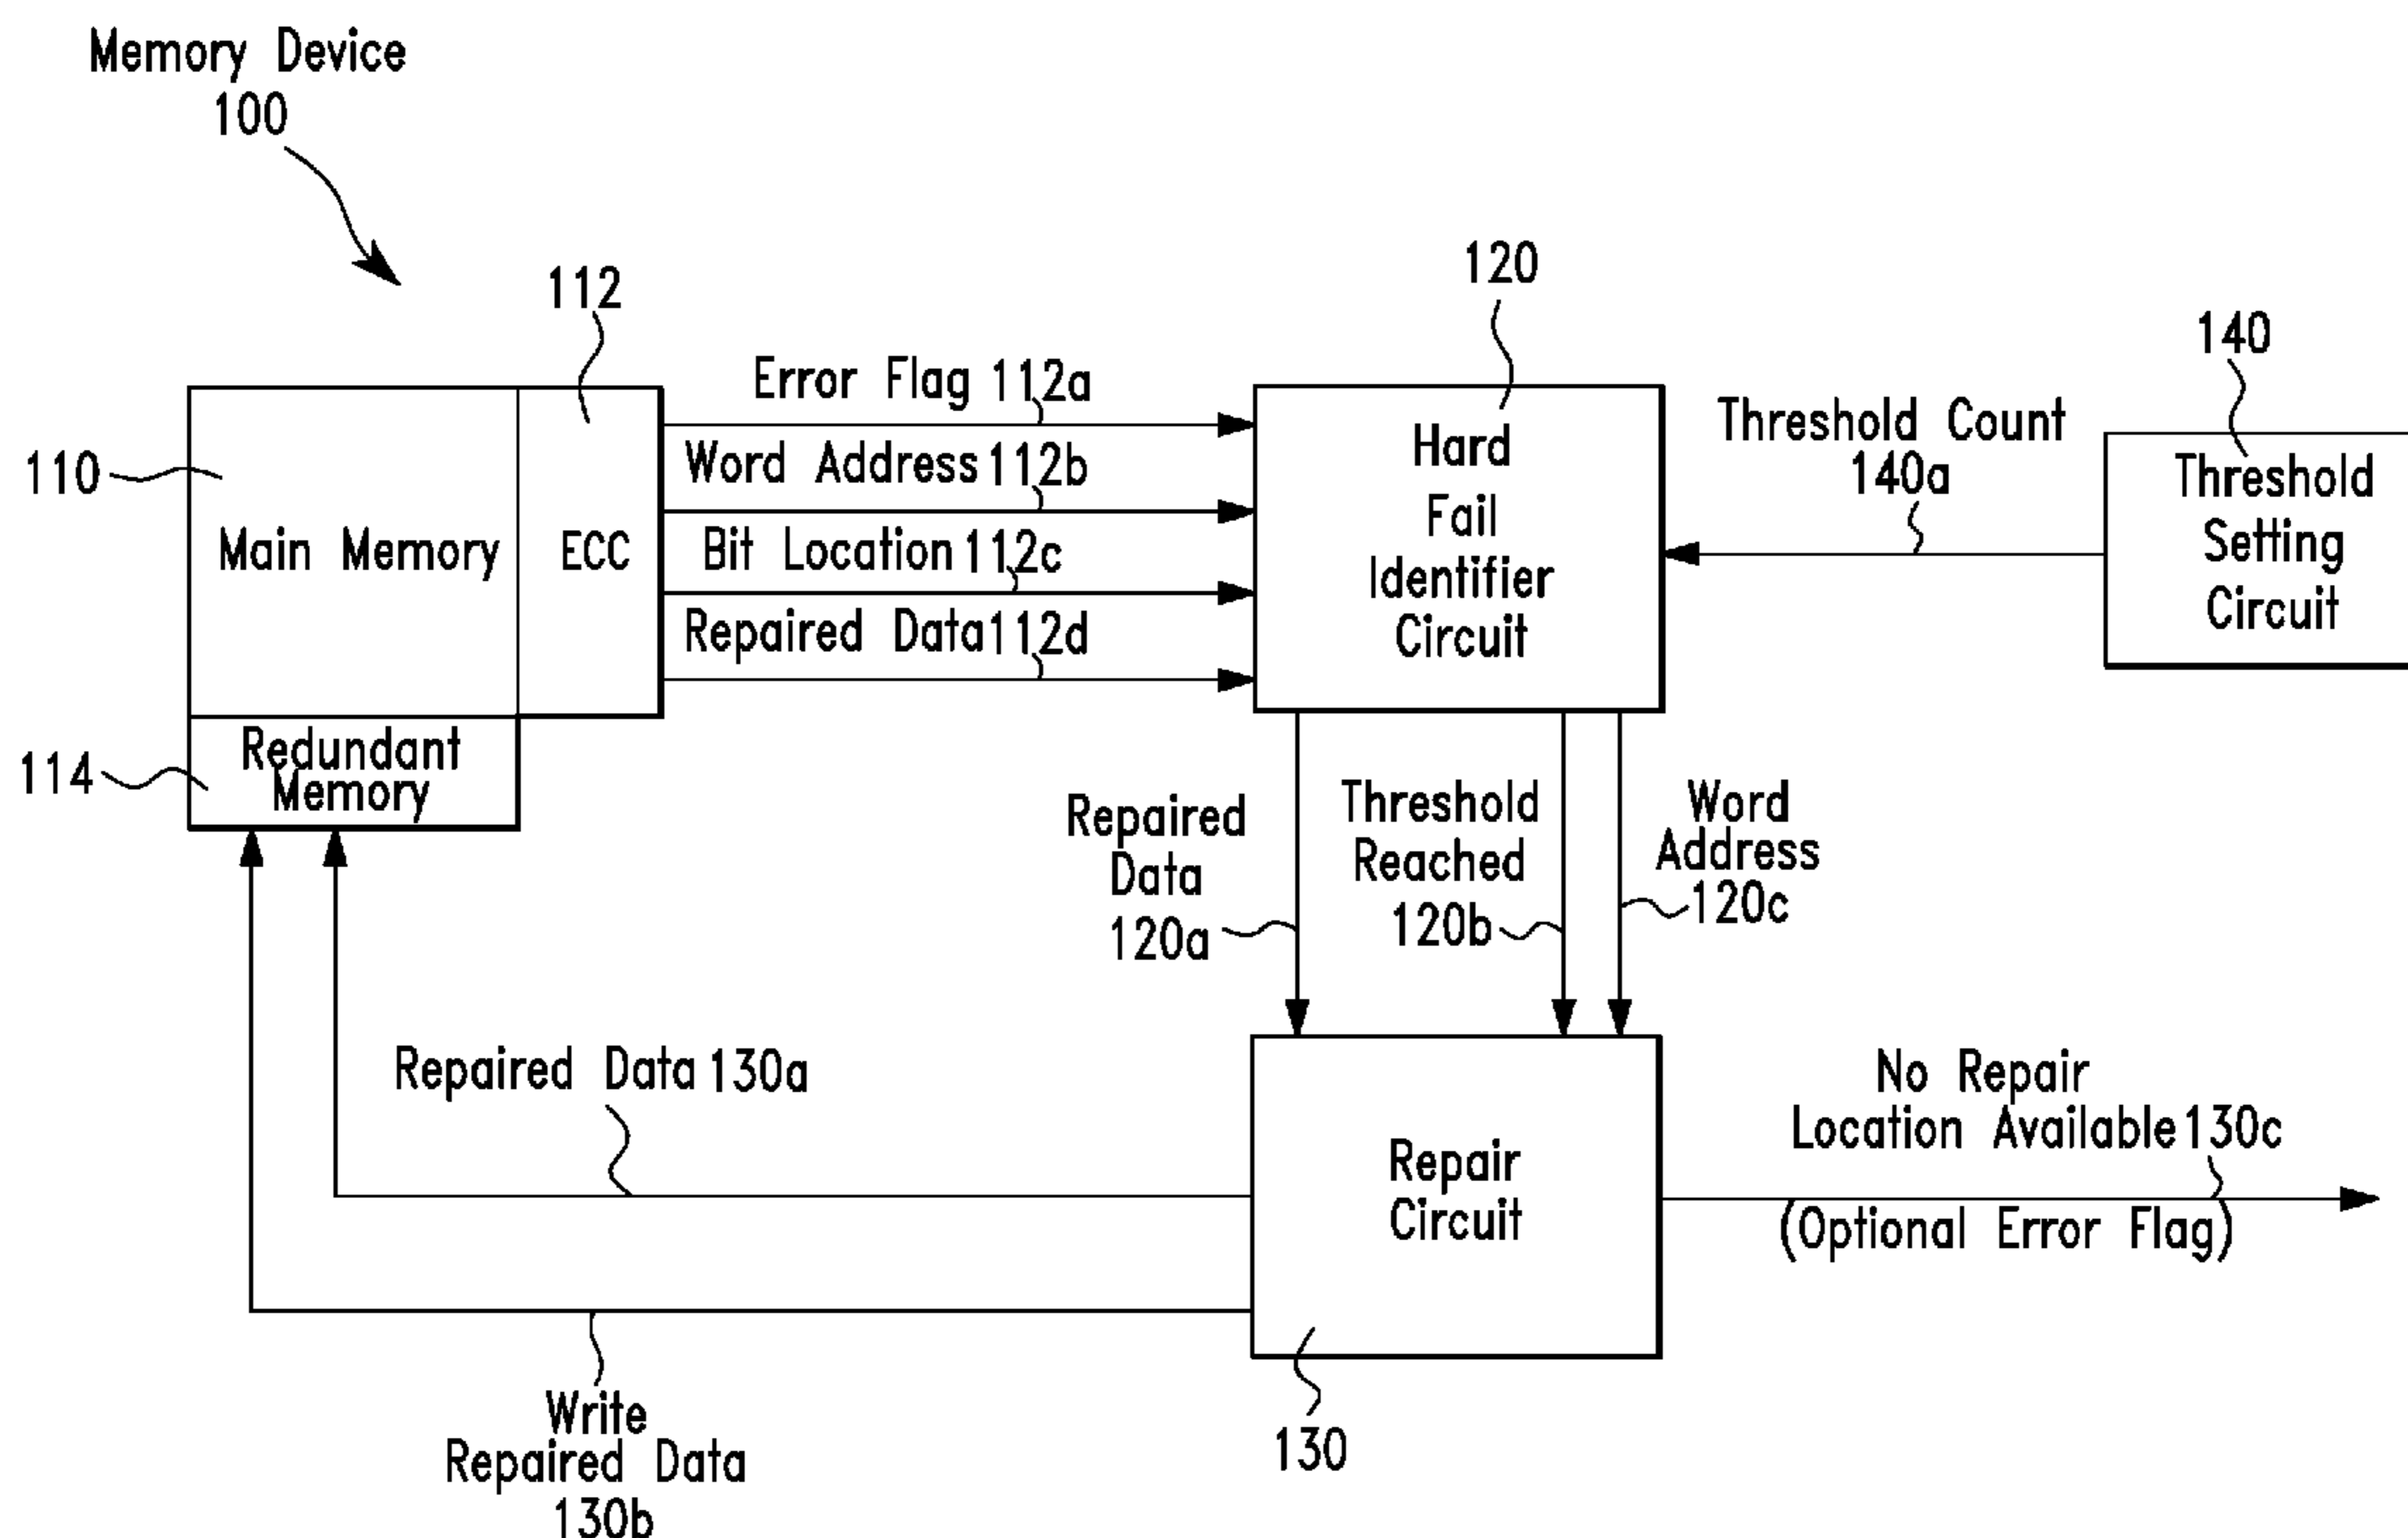 Memory Device
100
112
120
140
110
114
Error Flag 112a
Word Address 112b
Bit Location 112c
Repaired Data 112d
Main Memory
ECC
Redundant
Memory
Hard
Fail
Identifier
Circuit
Threshold Count
140a
Threshold
Setting
Circuit
Repaired
Data
120a
Threshold
Reached
120b
Word
Address
120c
Repaired Data 130a
Repair
Circuit
No Repair
Location Available 130c
(Optional Error Flag)
Write
Repaired Data
130b
130